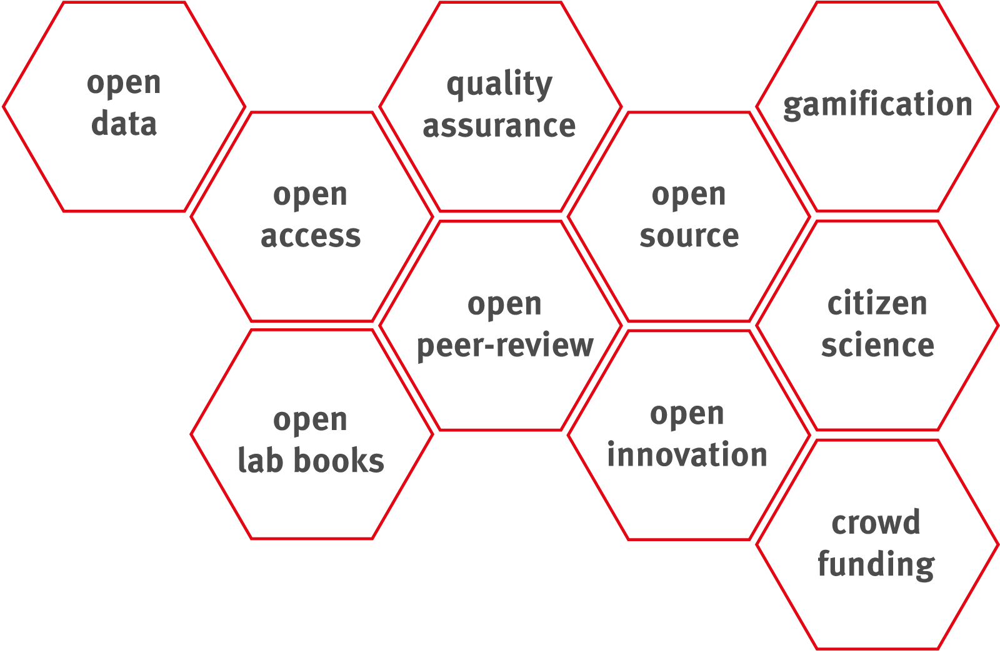 open
data
quality
assurance
gamification
open
access
open
source
open
peer-review
citizen
science
open
lab books
open
innovation
crowd
funding